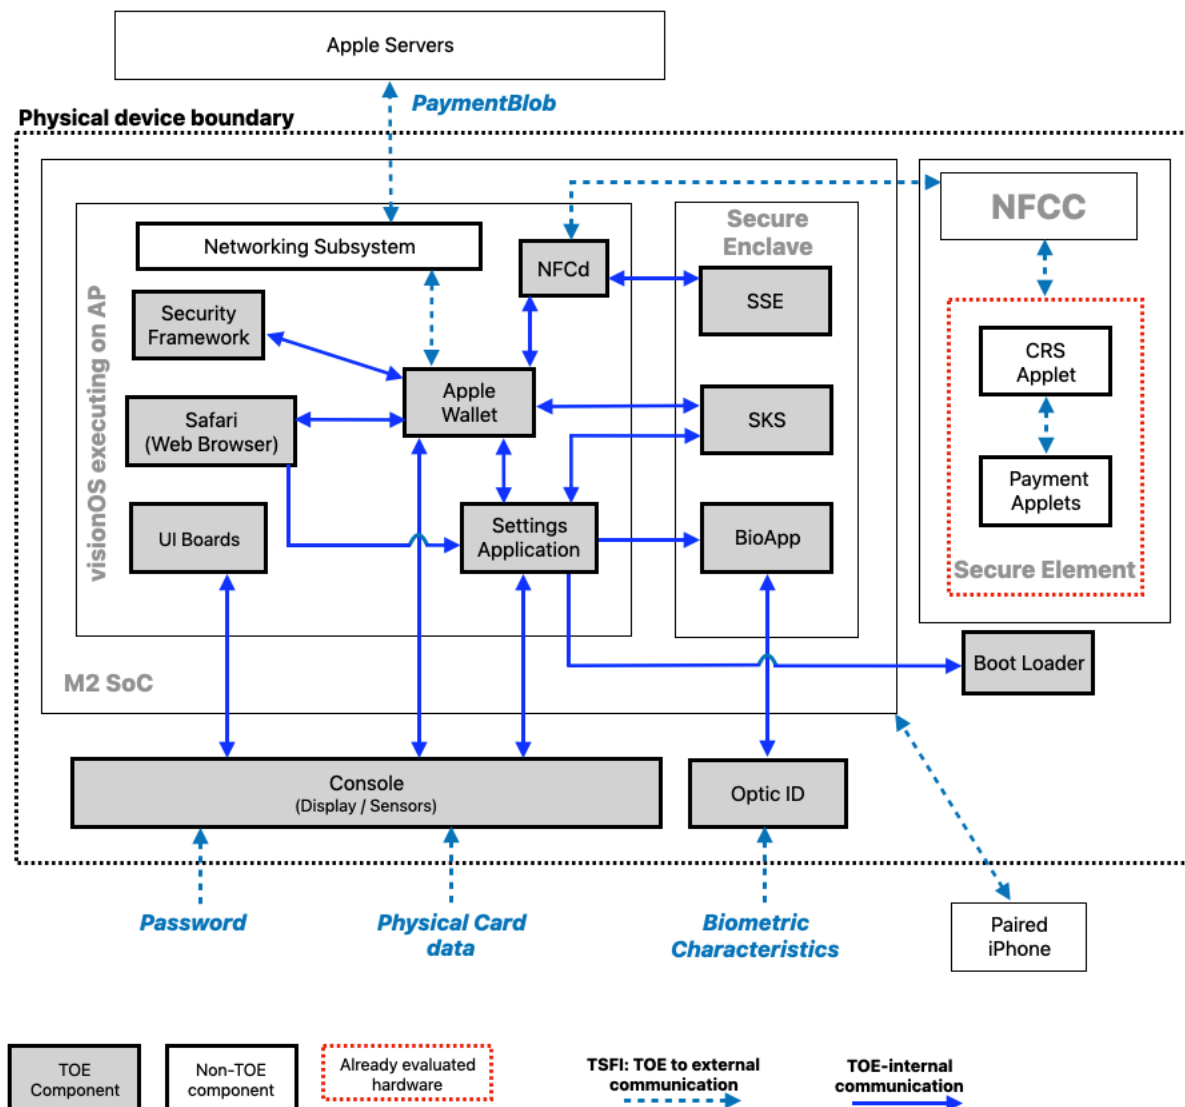 Apple Servers
PaymentBlob
Physical device boundary
NFCC
Secure
Enclave
Networking Subsystem
NFCd
SSE
visionOS executing on AP
Security
Framework
CRS
Applet
Apple
Wallet
Safari
(Web Browser)
SKS
Payment
Applets
UI Boards
Settings
Application
BioApp
Secure Element
Boot Loader
M2 SoC
Console
(Display / Sensors)
Optic ID
Password
Physical Card
data
Biometric
Characteristics
Paired
iPhone
TOE
Component
Non-TOE
component
Already evaluated
hardware
TSFI: TOE to external
communication
TOE-internal
communication